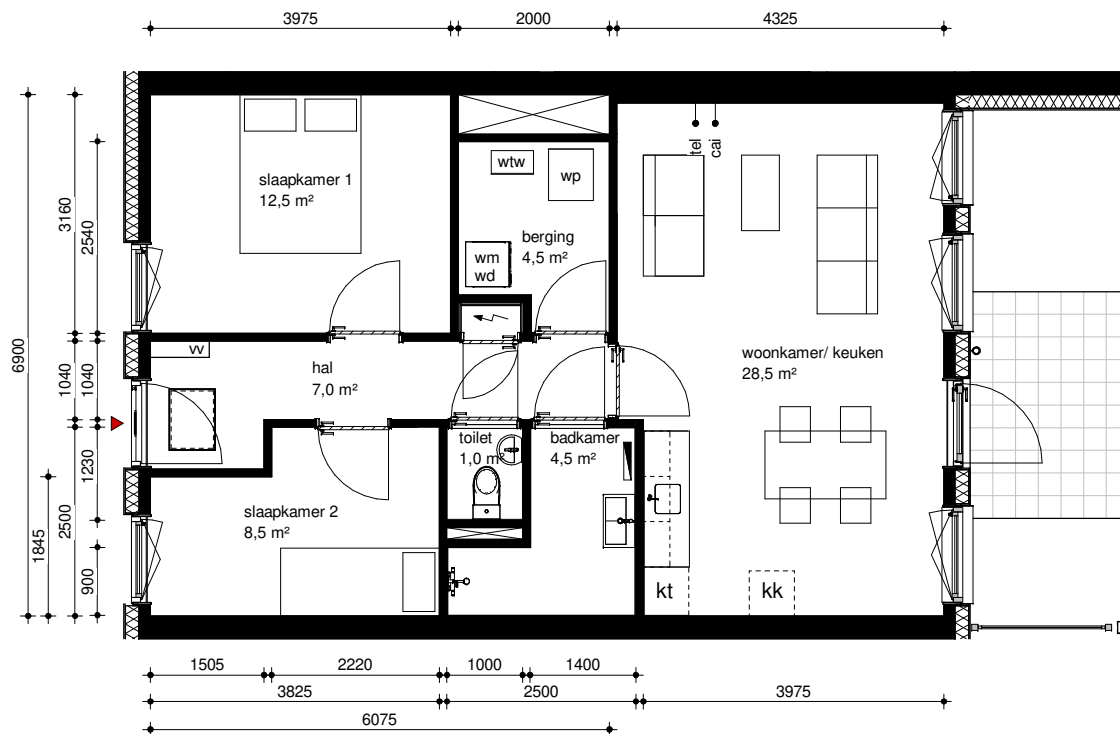 3975
2000
4325
tel
cai
wtw
wp
slaapkamer 1
12,5 m²
3160
2540
berging
4,5 m²
wm
wd
6900
1040
1040
vv
hal
7,0 m²
woonkamer/ keuken
28,5 m²
toilet
1,0 m²
badkamer
4,5 m²
1230
slaapkamer 2
8,5 m²
2500
1845
900
kt
kk
1505
2220
1000
1400
3825
2500
3975
6075